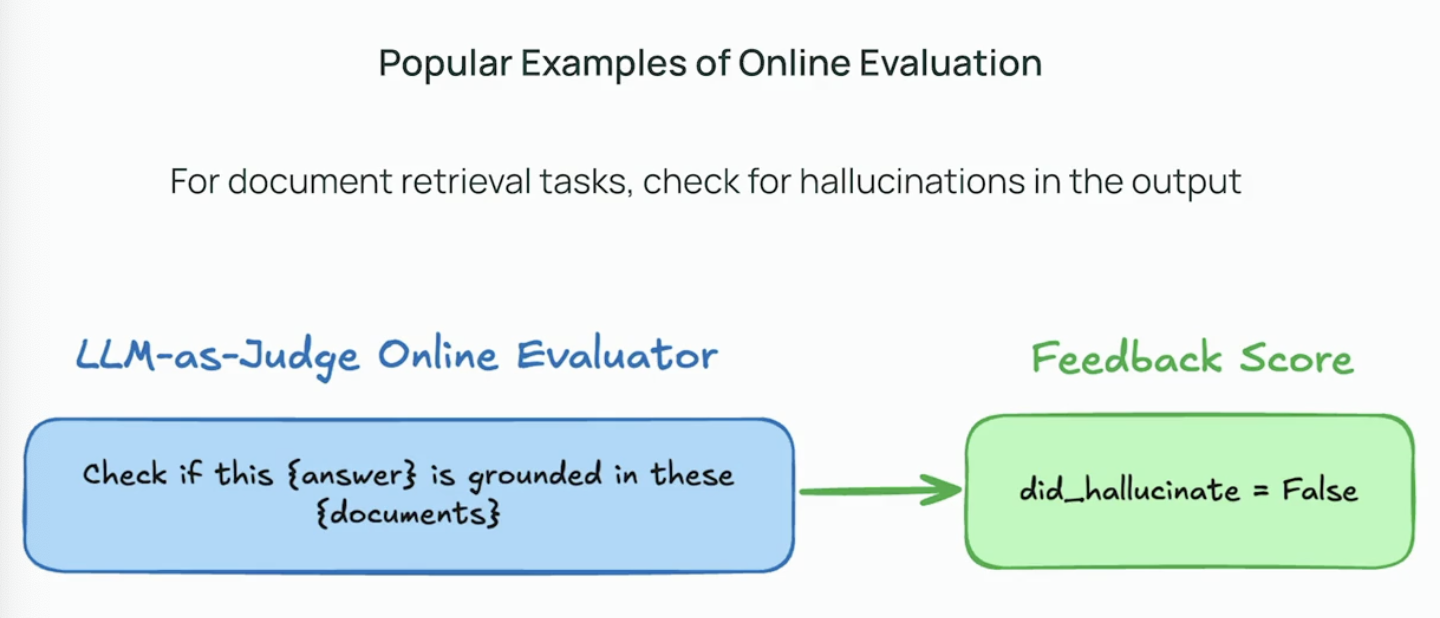 Popular Examples of Online Evaluation
For document retrieval tasks, check for hallucinations in the output
LLM-as-Judge Online Evaluator
Feedback Score
Check if this {answer} is grounded in these
{documents}
did_hallucinate = False